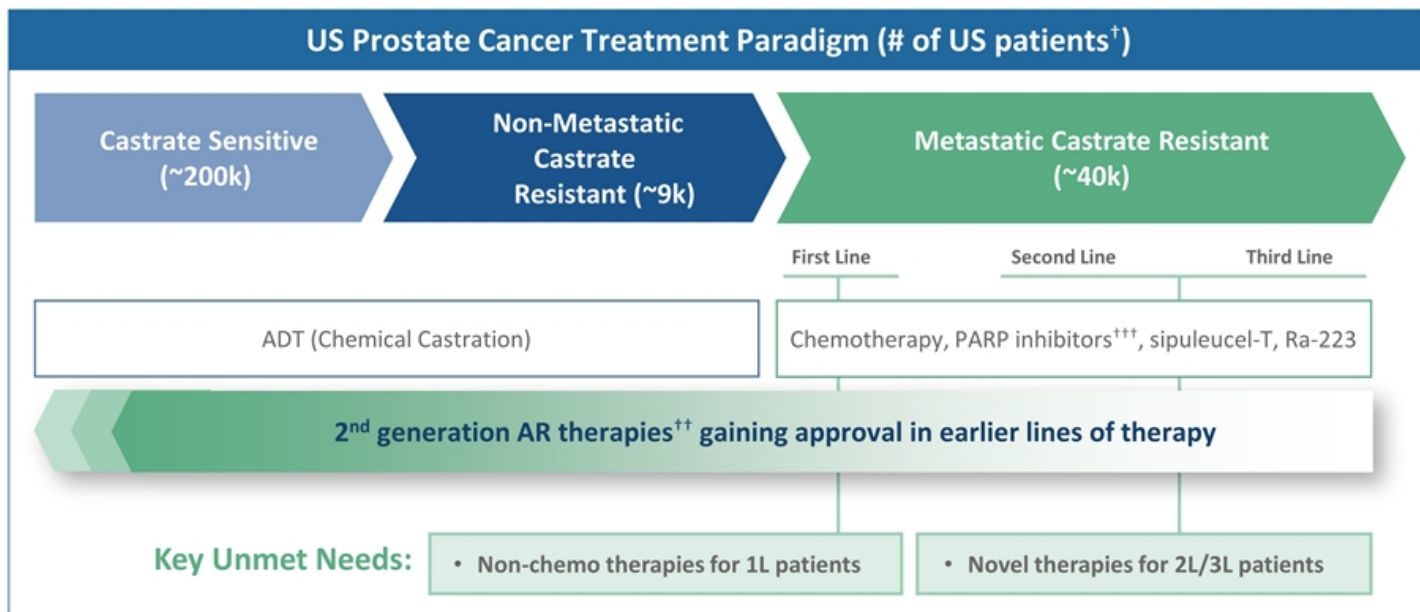 US Prostate Cancer Treatment Paradigm (# of US patients†)
Castrate Sensitive
(~200k)
Non-Metastatic
Castrate
Resistant (~9k)
Metastatic Castrate Resistant
(~40k)
First Line
Second Line
Third Line
ADT (Chemical Castration)
Chemotherapy, PARP inhibitors†††, sipuleucel-T, Ra-223
2nd generation AR therapies†† gaining approval in earlier lines of therapy
Key Unmet Needs:
• Non-chemo therapies for 1L patients
• Novel therapies for 2L/3L patients